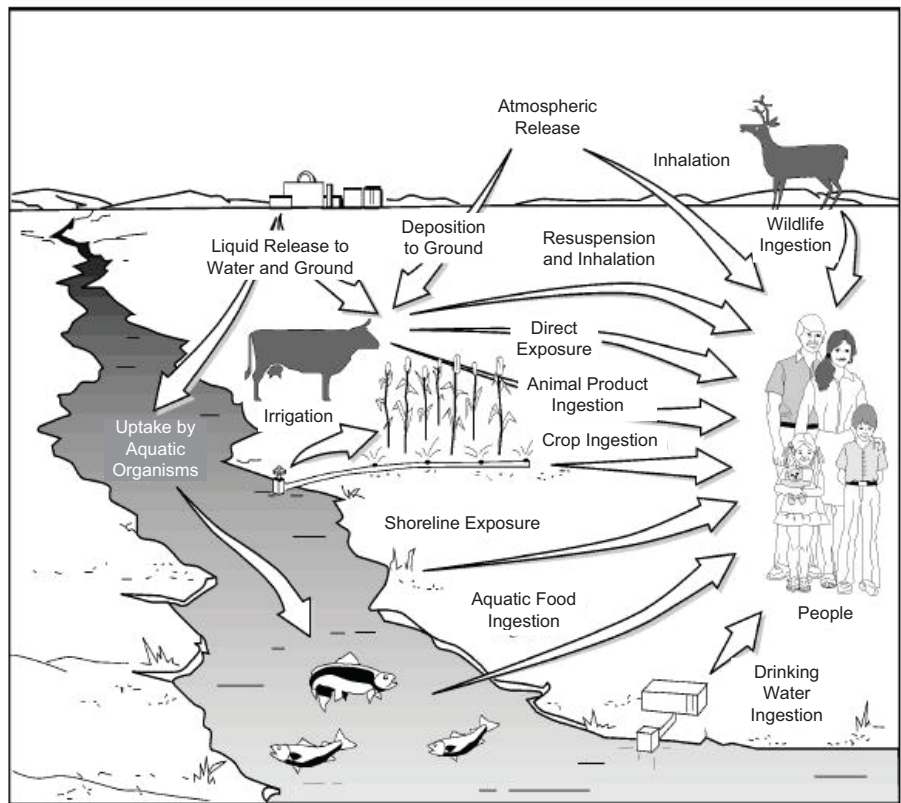 Atmospheric
Release
Inhalation
Wildlife
Ingestion
Liquid Release to
Water and Ground
Deposition
to Ground
Resuspension
and Inhalation
Direct
Exposure
Animal Product
Ingestion
Irrigation
Crop Ingestion
Uptake by
Aquatic
Organisms
Shoreline Exposure
Aquatic Food
Ingestion
People
Drinking
Water
Ingestion